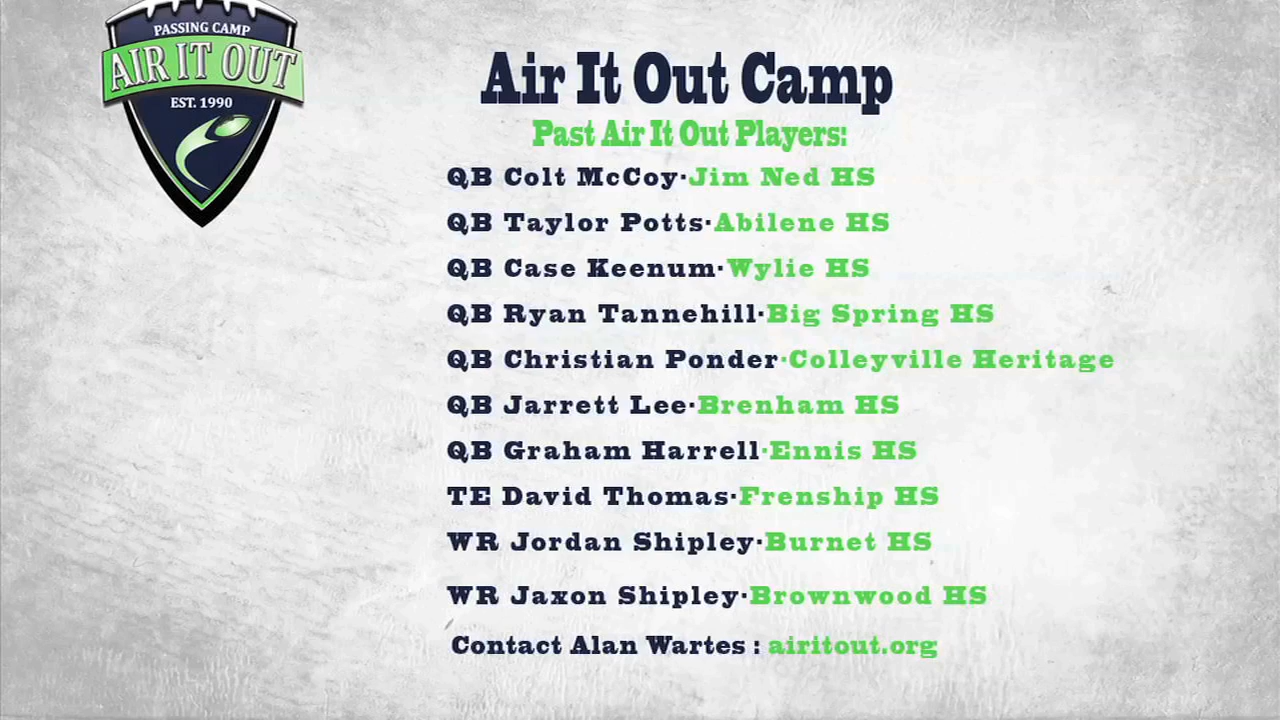 PASSING CAMP
AIR IT OUT
EST. 1990
Air It Out Camp
Past Air It Out Players:
QB Colt McCoy·Jim Ned HS
QB Taylor Potts·Abilene HS
QB Case Keenum·Wylie HS
QB Ryan Tannehill·Big Spring HS
QB Christian Ponder·Colleyville Heritage
QB Jarrett Lee·Brenham HS
QB Graham Harrell·Ennis HS
TE David Thomas·Frenship HS
WR Jordan Shipley·Burnet HS
WR Jaxon Shipley·Brownwood HS
Contact Alan Wartes : airitout.org